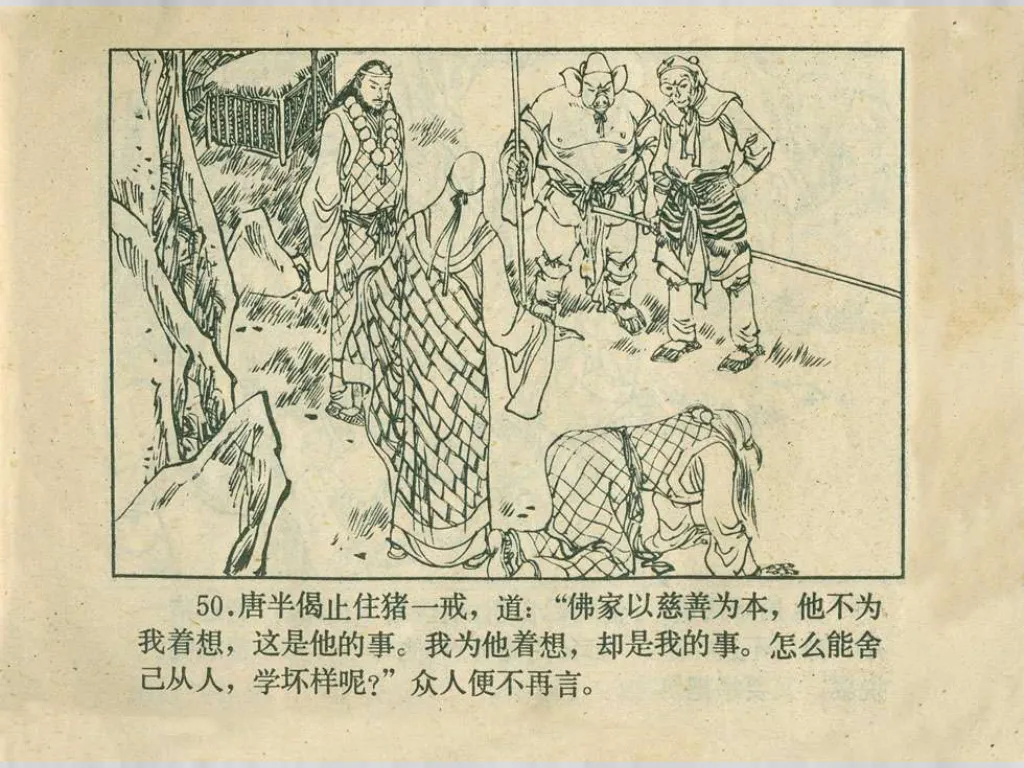 50.唐半偈止住猪一戒，道：“佛家以慈善为本，他不为
我着想，这是他的事。我为他着想，却是我的事。怎么能舍
己从人，学坏样呢？”众人便不再言。